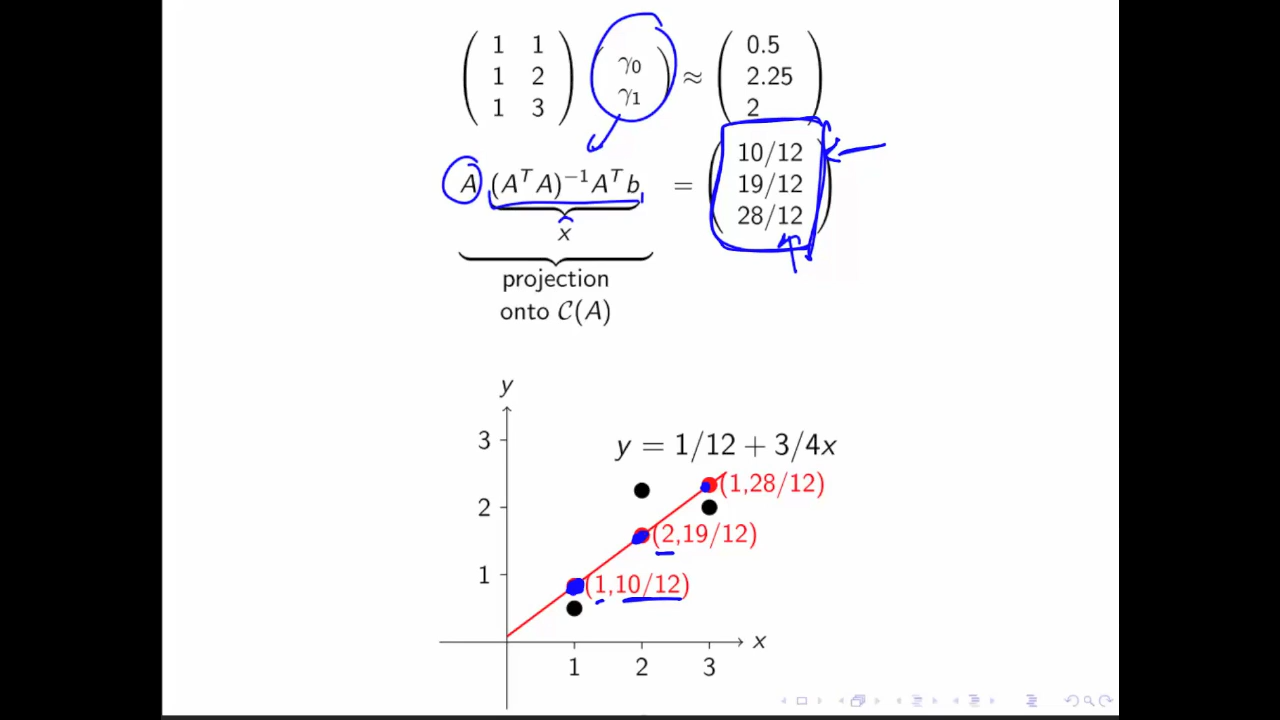 1 1
1 2
1 3
γ₀
γ₁
≈
0.5
2.25
2
A (AᵀA)⁻¹Aᵀb =
10/12
19/12
28/12
x̂
projection
onto 𝒞(A)
y
3
y = 1/12 + 3/4x
(1,28/12)
2
(2,19/12)
1
(1,10/12)
x
1 2 3